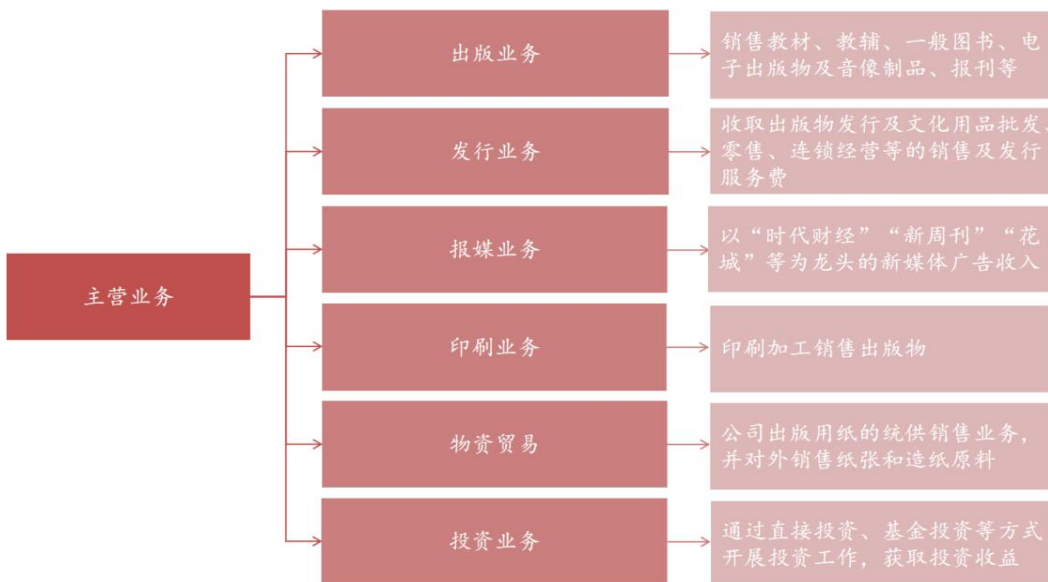 主营业务
出版业务
销售教材、教辅、一般图书、电
子出版物及音像制品、报刊等
发行业务
收取出版物发行及文化用品批发、
零售、连锁经营等的销售及发行
服务费
报媒业务
以“时代财经”“新周刊”“花
城”等为龙头的新媒体广告收入
印刷业务
印刷加工销售出版物
物资贸易
公司出版用纸的统供销售业务，
并对外销售纸张和造纸原料
投资业务
通过直接投资、基金投资等方式
开展投资工作，获取投资收益